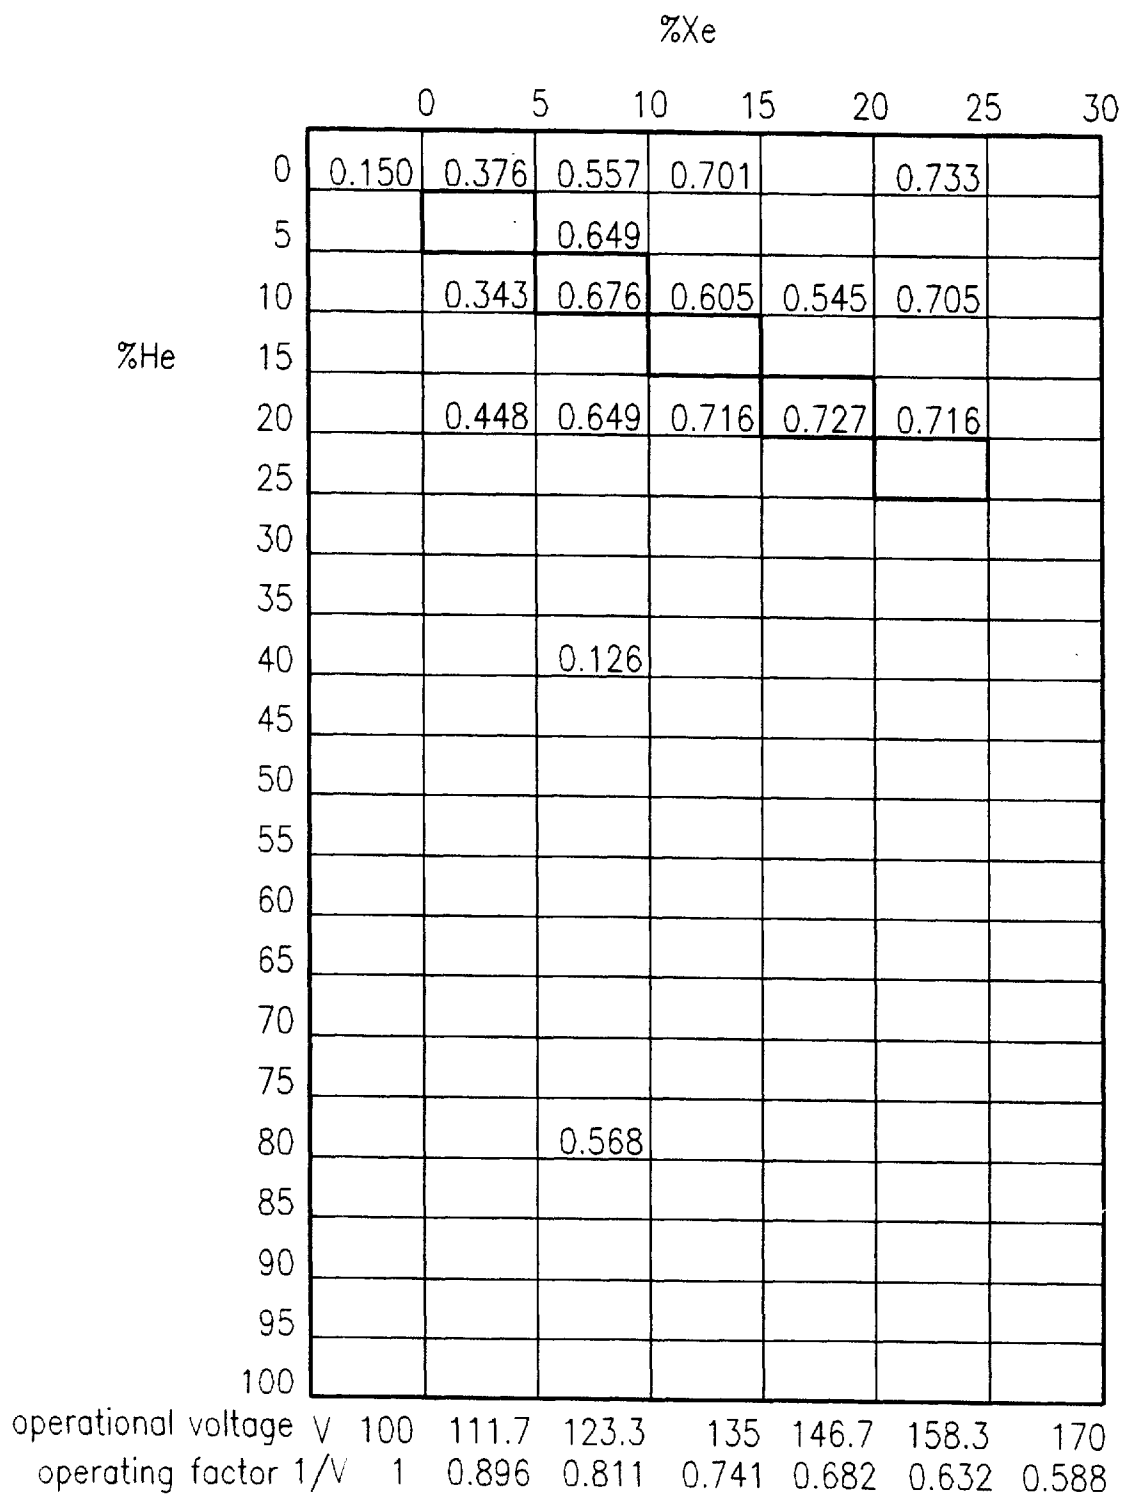 %Xe
0 5 10 15 20 25 30
0 0.150 0.376 0.557 0.701 0.733
5 0.649
10 0.343 0.676 0.605 0.545 0.705
%He 15
20 0.448 0.649 0.716 0.727 0.716
25
30
35
40 0.126
45
50
55
60
65
70
75
80 0.568
85
90
95
100
operational voltage V 100 111.7 123.3 135 146.7 158.3 170
operating factor 1/V 1 0.896 0.811 0.741 0.682 0.632 0.588